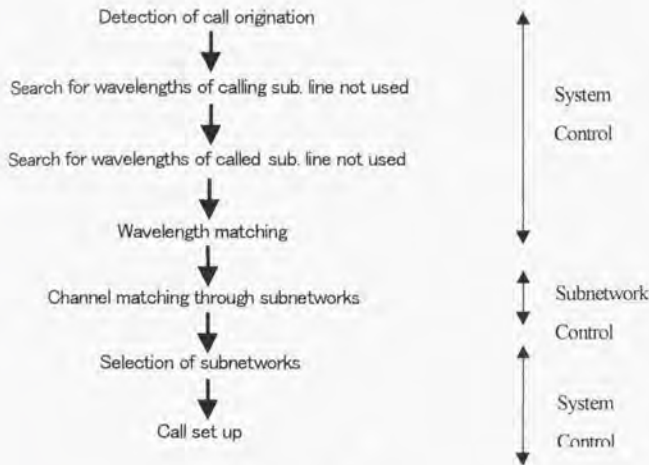 Detection of call origination
Search for wavelengths of calling sub. line not used
Search for wavelengths of called sub. line not used
Wavelength matching
Channel matching through subnetworks
Selection of subnetworks
Call set up
System
Control
Subnetwork
Control
System
Control